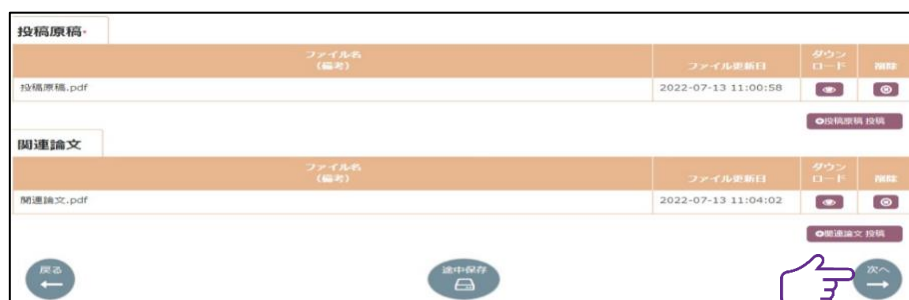 投稿原稿・
ファイル名
(備考)
ファイル更新日
ダウン
ロード
削除
投稿原稿.pdf
2022-07-13 11:00:58
投稿原稿 投稿
関連論文
ファイル名
(備考)
ファイル更新日
ダウン
ロード
削除
関連論文.pdf
2022-07-13 11:04:02
関連論文 投稿
戻る
途中保存
次へ